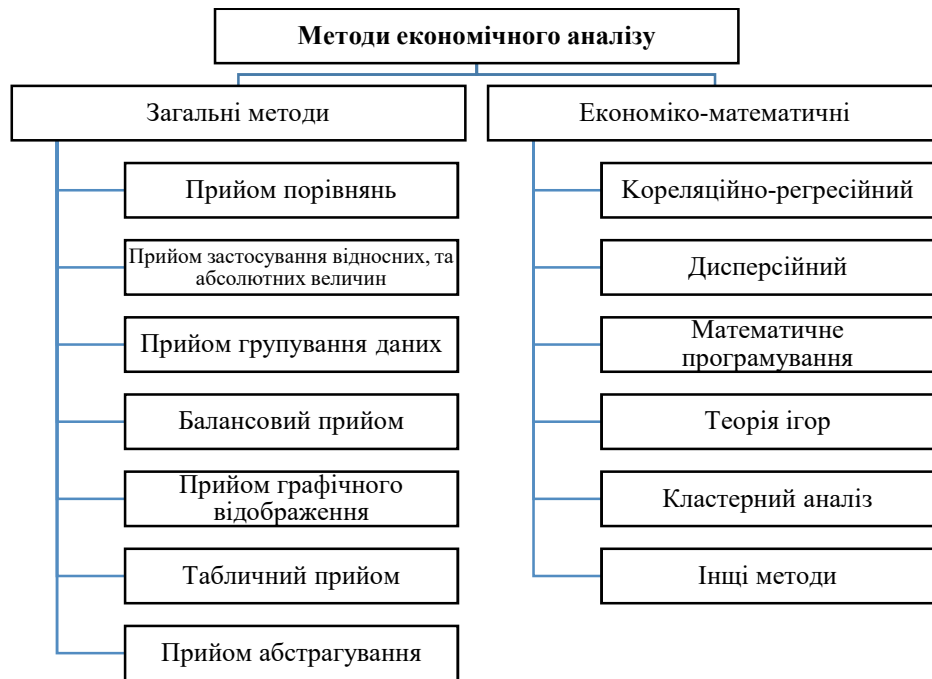 Методи економічного аналізу
Загальні методи
Прийом порівнянь
Прийом застосування відносних, та
абсолютних величин
Прийом групування даних
Балансовий прийом
Прийом графічного
відображення
Табличний прийом
Прийом абстрагування
Економіко-математичні
Кореляційно-регресійний
Дисперсійний
Математичне
програмування
Теорія ігор
Кластерний аналіз
Інщі методи